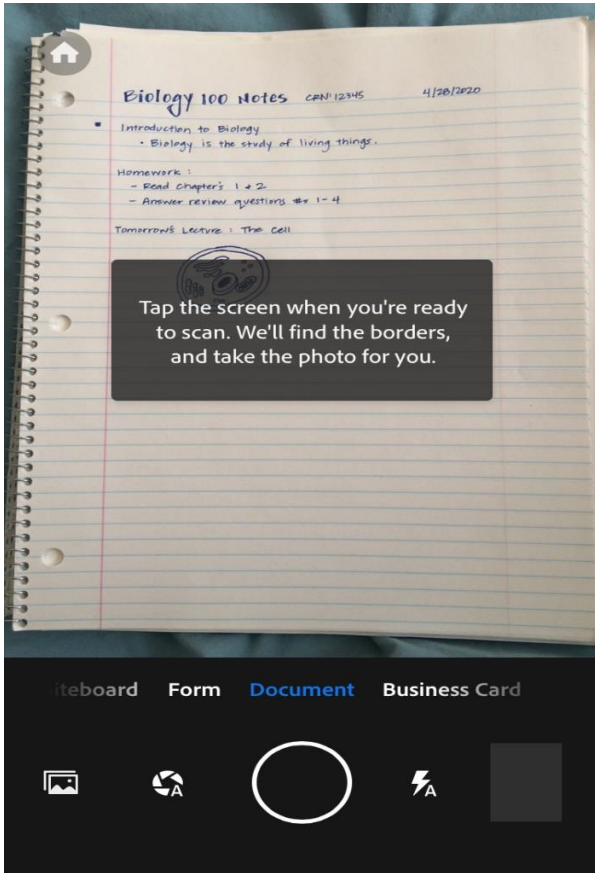 Biology 100 Notes CRN: 12345 4/28/2020
Introduction to Biology
• Biology is the study of living things.
Homework :
- Read Chapter's 1 & 2
- Answer review questions #s 1-4
Tomorrow's Lecture : The Cell
Tap the screen when you're ready
to scan. We'll find the borders,
and take the photo for you.
iteboard Form Document Business Card
A A